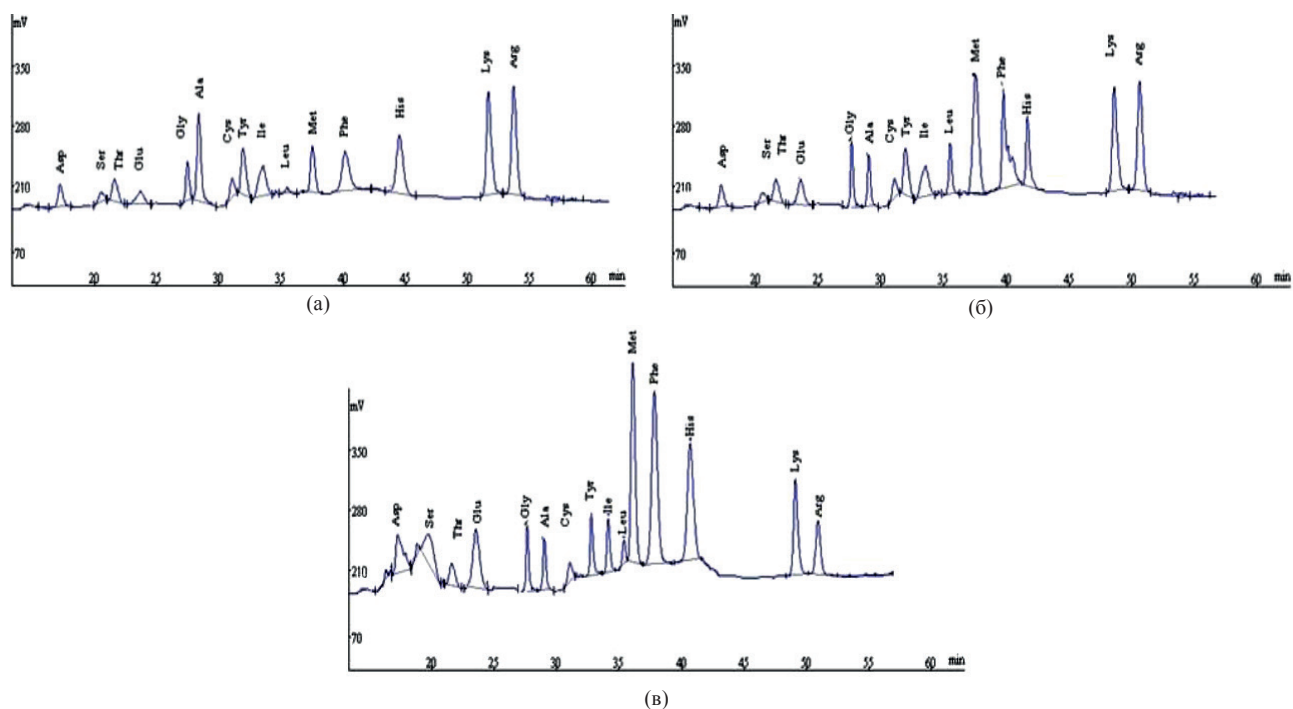 mV
350
280
210
70
Asp
Ser
Thr
Glu
Gly
Ala
Cys
Tyr
Ile
Leu
Met
Phe
His
Lys
Arg
20 25 30 35 40 45 50 55 60 min
(а)
mV
350
280
210
70
Asp
Ser
Thr
Glu
Gly
Ala
Cys
Tyr
Ile
Leu
Met
Phe
His
Lys
Arg
20 25 30 35 40 45 50 55 60 min
(б)
mV
350
280
210
70
Asp
Ser
Thr
Glu
Gly
Ala
Cys
Tyr
Ile
Leu
Met
Phe
His
Lys
Arg
20 25 30 35 40 45 50 55 60 min
(в)